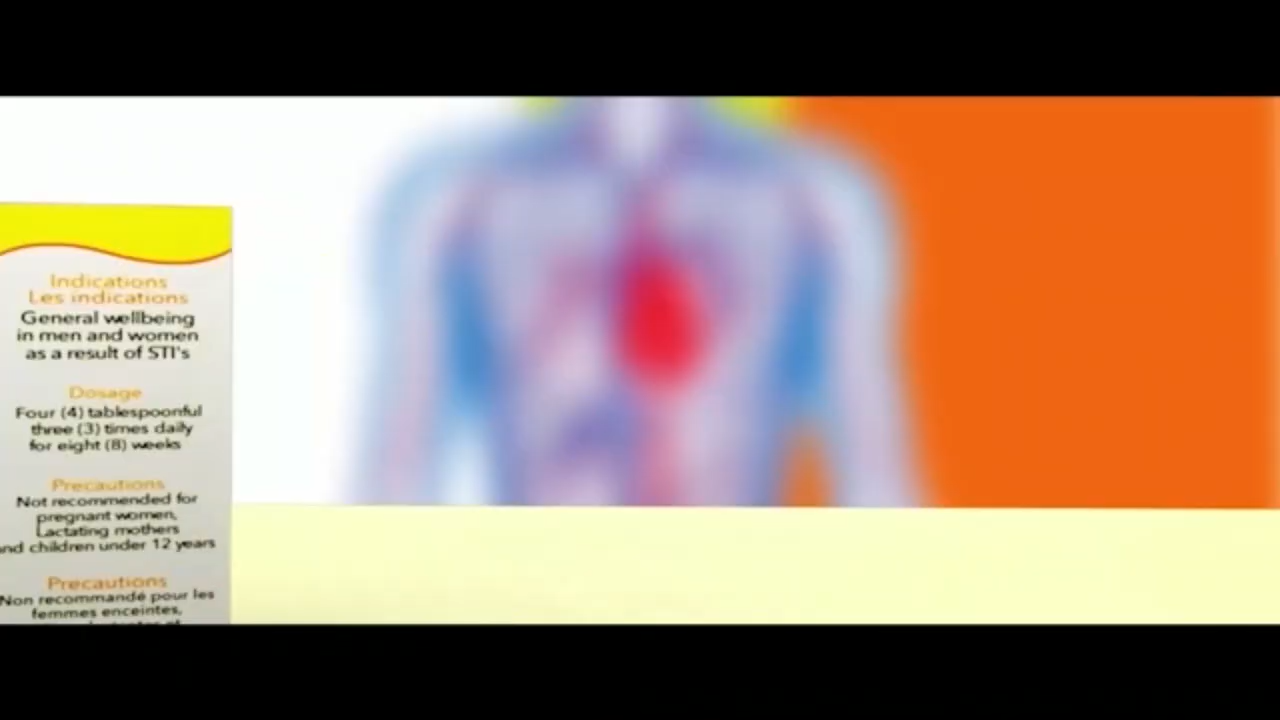 Indications
Les indications
General wellbeing
in men and women
as a result of STI's
Dosage
Four (4) tablespoonful
three (3) times daily
for eight (8) weeks
Precautions
Not recommended for
pregnant women,
Lactating mothers
and children under 12 years
Precautions
Non recommandé pour les
femmes enceintes,